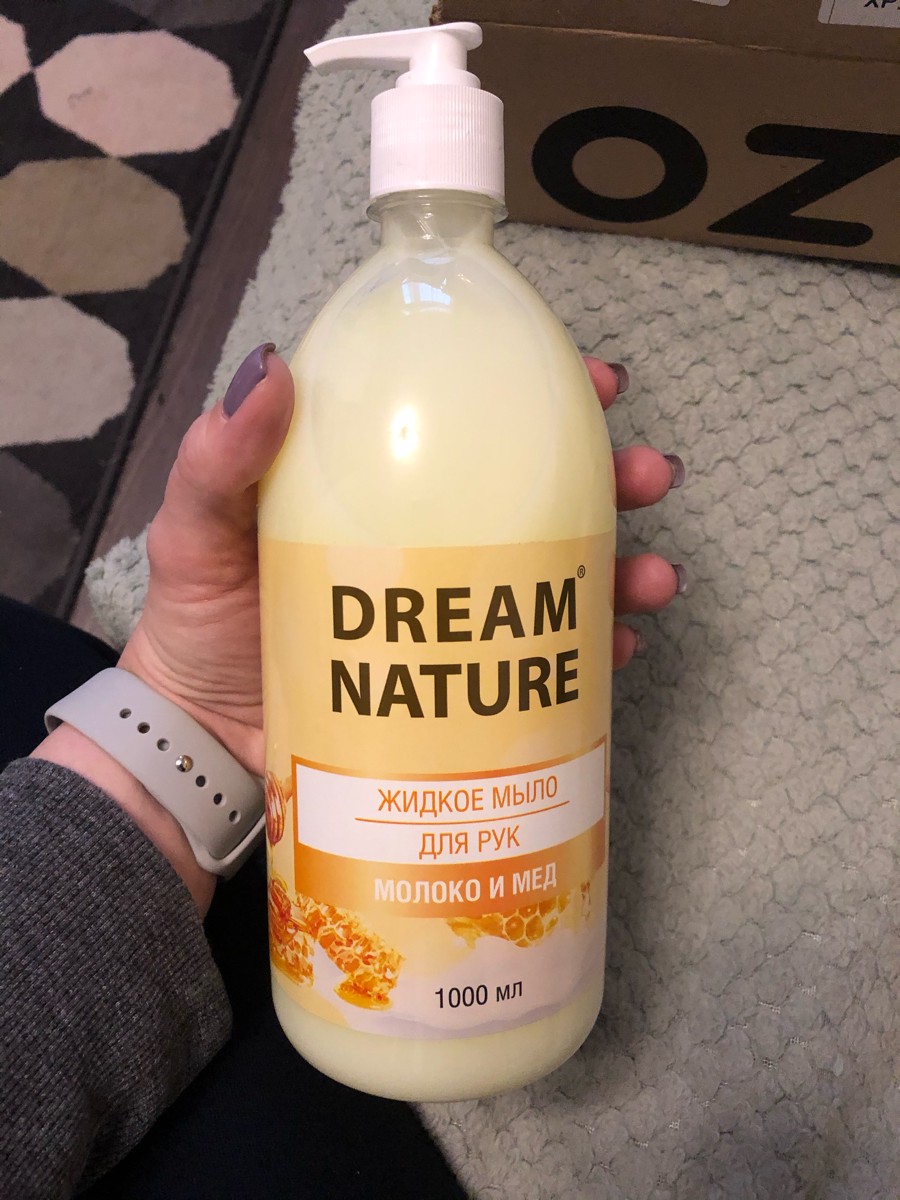 OZ
DREAM®
NATURE
ЖИДКОЕ МЫЛО
ДЛЯ РУК
МОЛОКО И МЕД
1000 мл